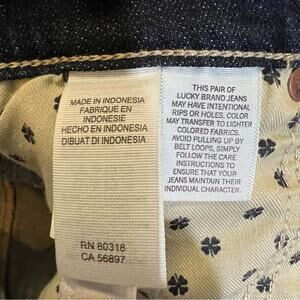 MADE IN INDONESIA
FABRIQUE EN
INDONESIE
HECHO EN INDONESIA
DIBUAT DI INDONESIA
RN 80318
CA 56897
THIS PAIR OF
LUCKY BRAND JEANS
MAY HAVE INTENTIONAL
RIPS OR HOLES. COLOR
MAY TRANSFER TO LIGHTER
COLORED FABRICS.
AVOID PULLING UP BY
BELT LOOPS, SIMPLY
FOLLOW THE CARE
INSTRUCTIONS TO
ENSURE THAT YOUR
JEANS MAINTAIN THEIR
INDIVIDUAL CHARACTER.